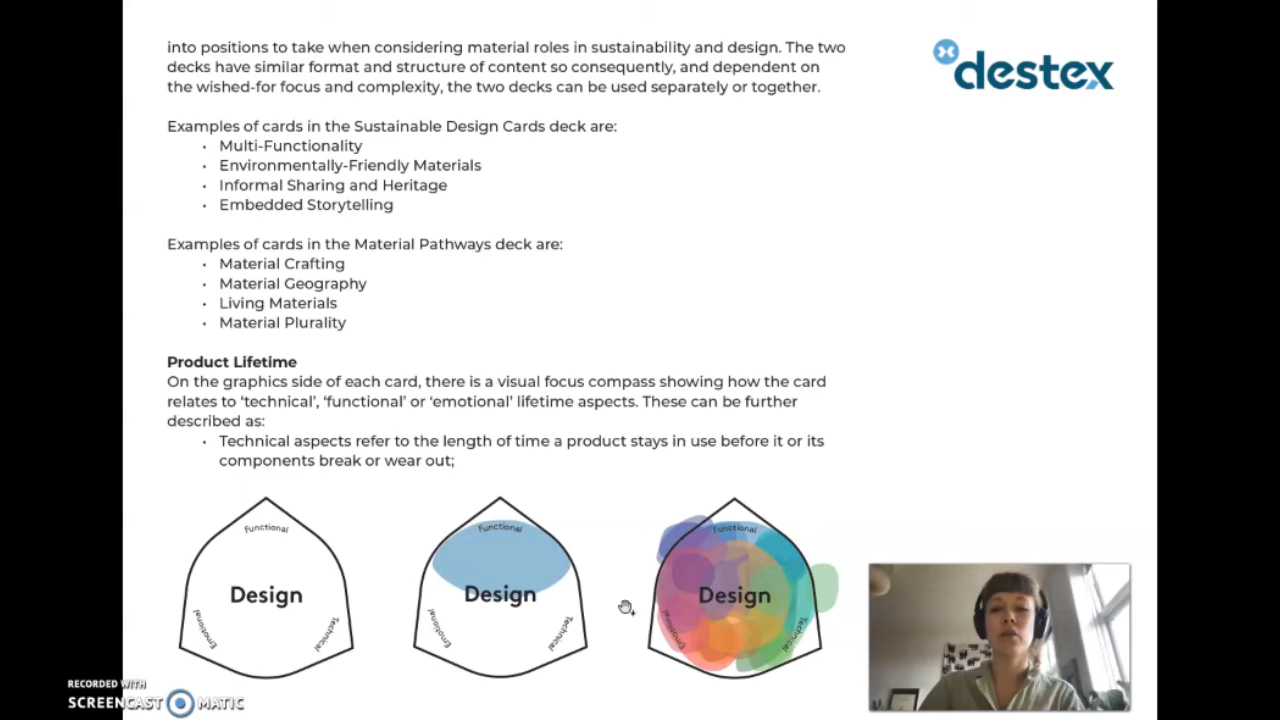 into positions to take when considering material roles in sustainability and design. The two
decks have similar format and structure of content so consequently, and dependent on
the wished-for focus and complexity, the two decks can be used separately or together.
destex
Examples of cards in the Sustainable Design Cards deck are:
• Multi-Functionality
• Environmentally-Friendly Materials
• Informal Sharing and Heritage
• Embedded Storytelling
Examples of cards in the Material Pathways deck are:
• Material Crafting
• Material Geography
• Living Materials
• Material Plurality
Product Lifetime
On the graphics side of each card, there is a visual focus compass showing how the card
relates to ‘technical’, ‘functional’ or ‘emotional’ lifetime aspects. These can be further
described as:
• Technical aspects refer to the length of time a product stays in use before it or its
components break or wear out;
Functional
Design
Emotional
Technical
Functional
Design
Emotional
Technical
Functional
Design
Emotional
Technical
RECORDED WITH
SCREENCAST MATIC